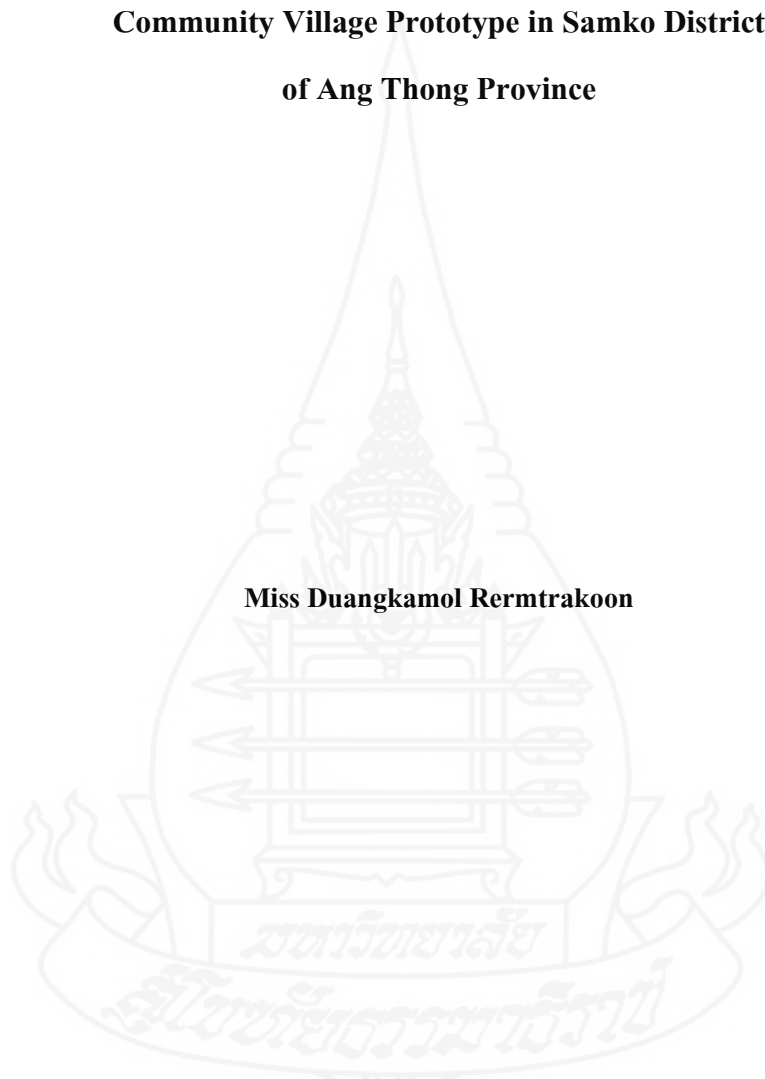 Community Village Prototype in Samko District
of Ang Thong Province
Miss Duangkamol Rermtrakoon
มหาวิทยาลัย
สุโขทัยธรรมาธิราช